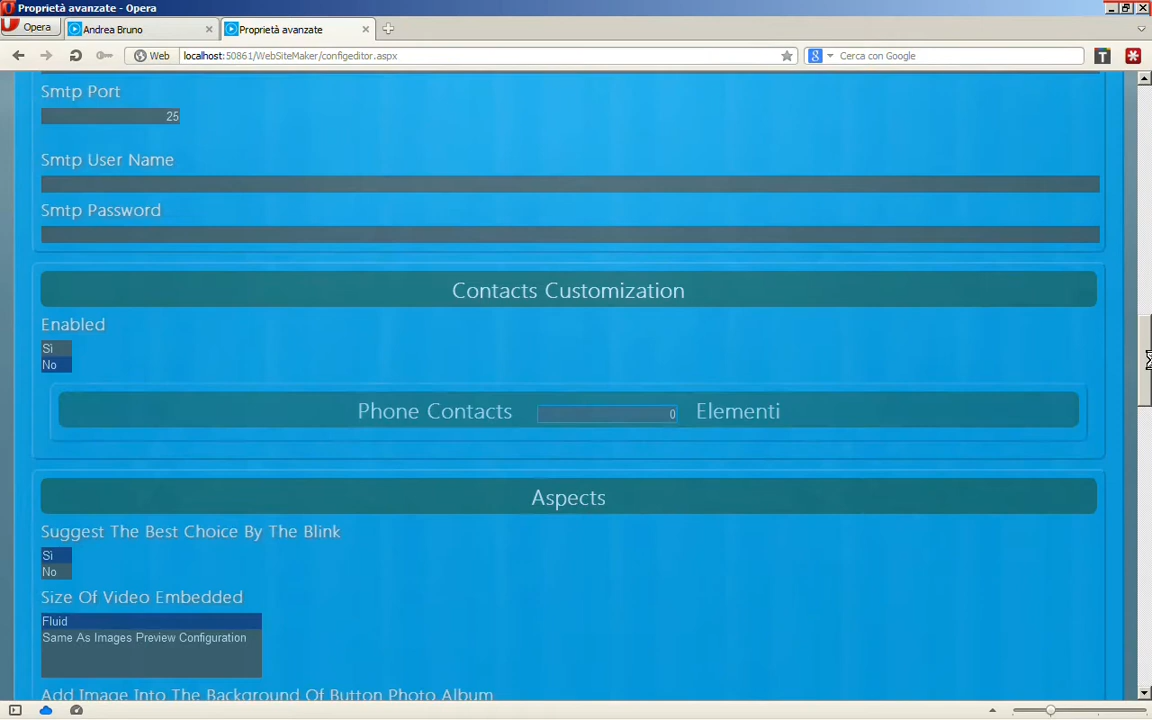 Proprietà avanzate - Opera
Opera
Andrea Bruno
Proprietà avanzate
Web
localhost:50861/WebSiteMaker/configeditor.aspx
Cerca con Google
Smtp Port
25
Smtp User Name
Smtp Password
Contacts Customization
Enabled
Sì
No
Phone Contacts 0 Elementi
Aspects
Suggest The Best Choice By The Blink
Sì
No
Size Of Video Embedded
Fluid
Same As Images Preview Configuration
Add Image Into The Background Of Button Photo Album